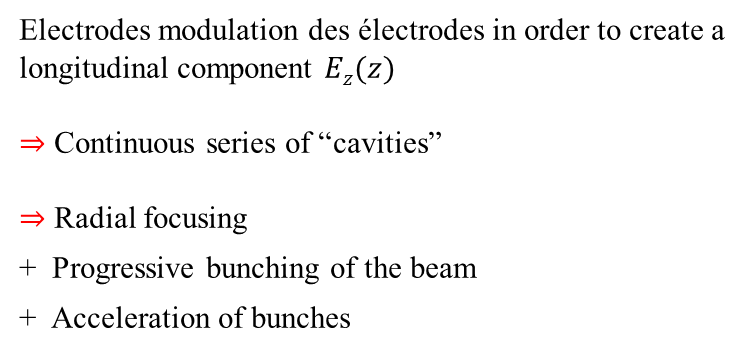 Electrodes modulation des électrodes in order to create a
longitudinal component E_z(z)
⇒ Continuous series of “cavities”
⇒ Radial focusing
+ Progressive bunching of the beam
+ Acceleration of bunches